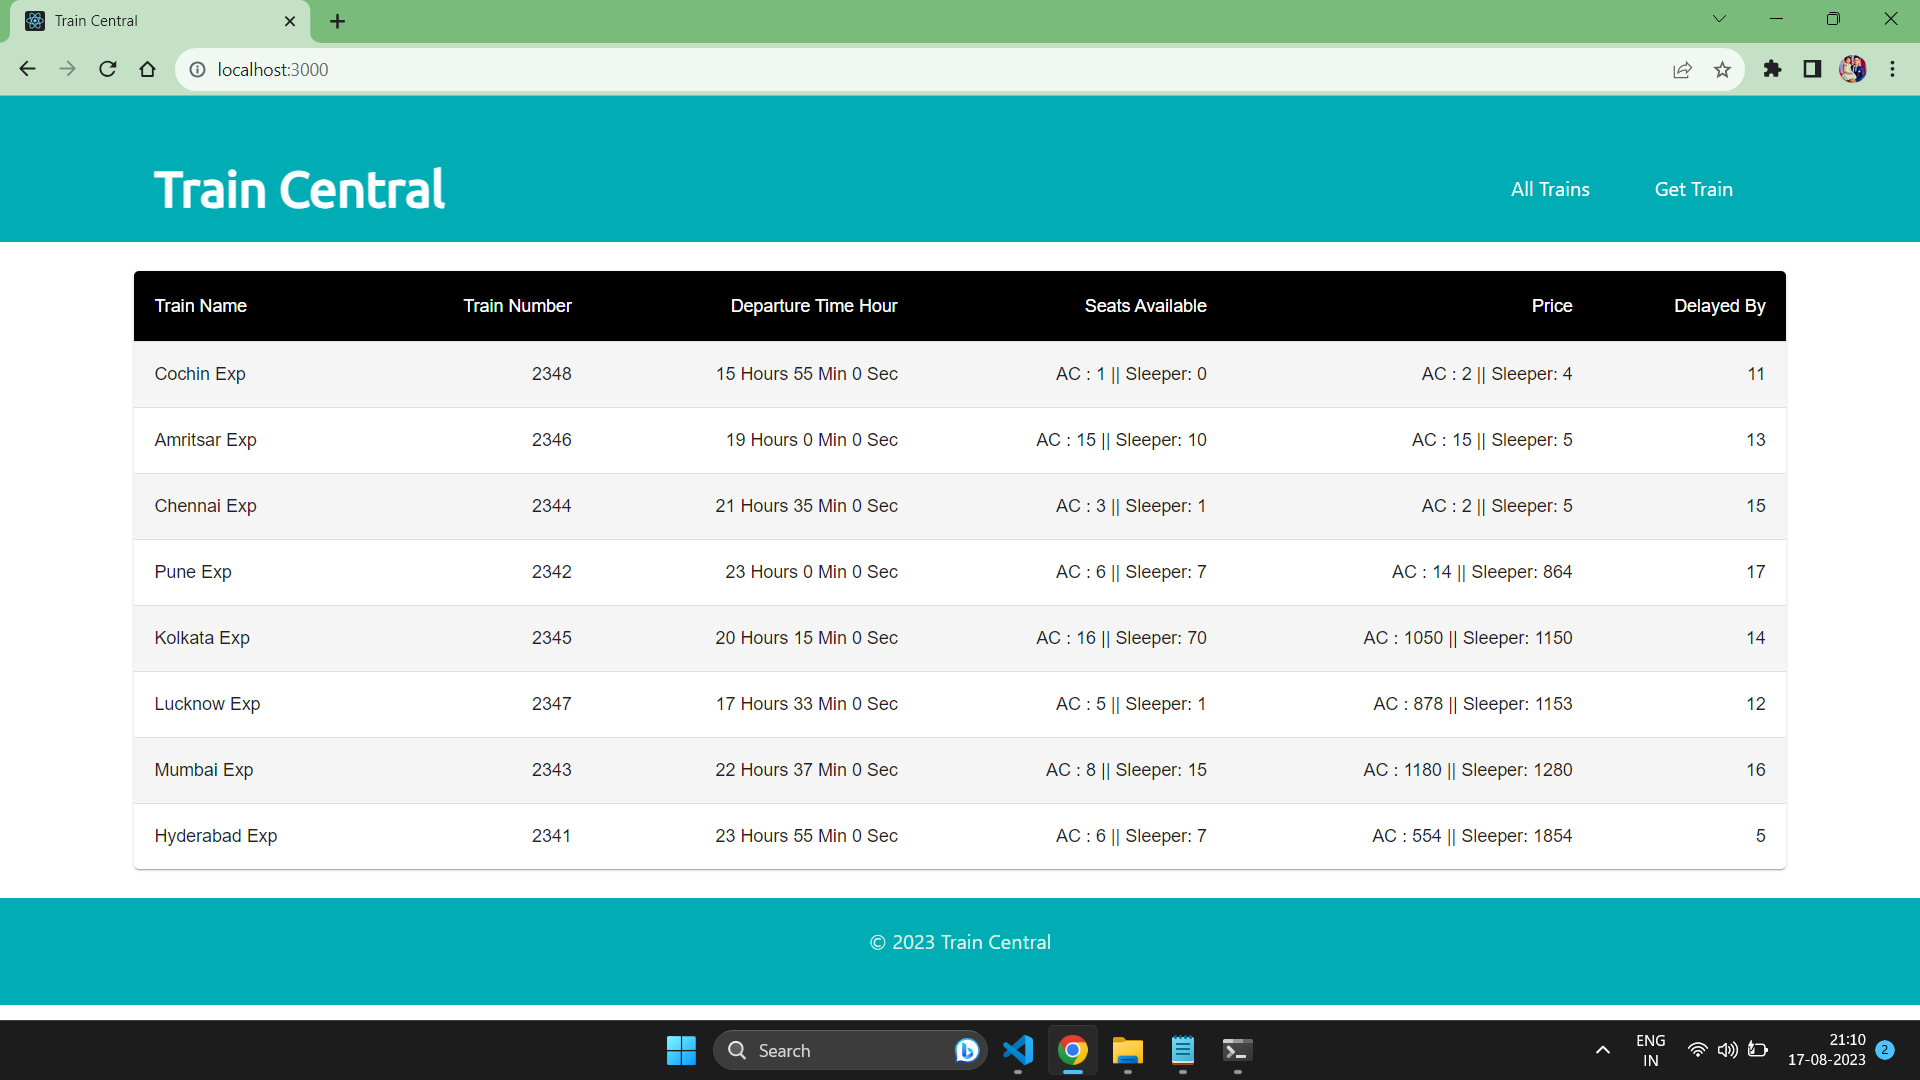 Train Central
localhost:3000
Train Central
All Trains Get Train
Train Name Train Number Departure Time Hour Seats Available Price Delayed By
Cochin Exp 2348 15 Hours 55 Min 0 Sec AC : 1 || Sleeper: 0 AC : 2 || Sleeper: 4 11
Amritsar Exp 2346 19 Hours 0 Min 0 Sec AC : 15 || Sleeper: 10 AC : 15 || Sleeper: 5 13
Chennai Exp 2344 21 Hours 35 Min 0 Sec AC : 3 || Sleeper: 1 AC : 2 || Sleeper: 5 15
Pune Exp 2342 23 Hours 0 Min 0 Sec AC : 6 || Sleeper: 7 AC : 14 || Sleeper: 864 17
Kolkata Exp 2345 20 Hours 15 Min 0 Sec AC : 16 || Sleeper: 70 AC : 1050 || Sleeper: 1150 14
Lucknow Exp 2347 17 Hours 33 Min 0 Sec AC : 5 || Sleeper: 1 AC : 878 || Sleeper: 1153 12
Mumbai Exp 2343 22 Hours 37 Min 0 Sec AC : 8 || Sleeper: 15 AC : 1180 || Sleeper: 1280 16
Hyderabad Exp 2341 23 Hours 55 Min 0 Sec AC : 6 || Sleeper: 7 AC : 554 || Sleeper: 1854 5
© 2023 Train Central
Search
ENG
IN
21:10
17-08-2023
2